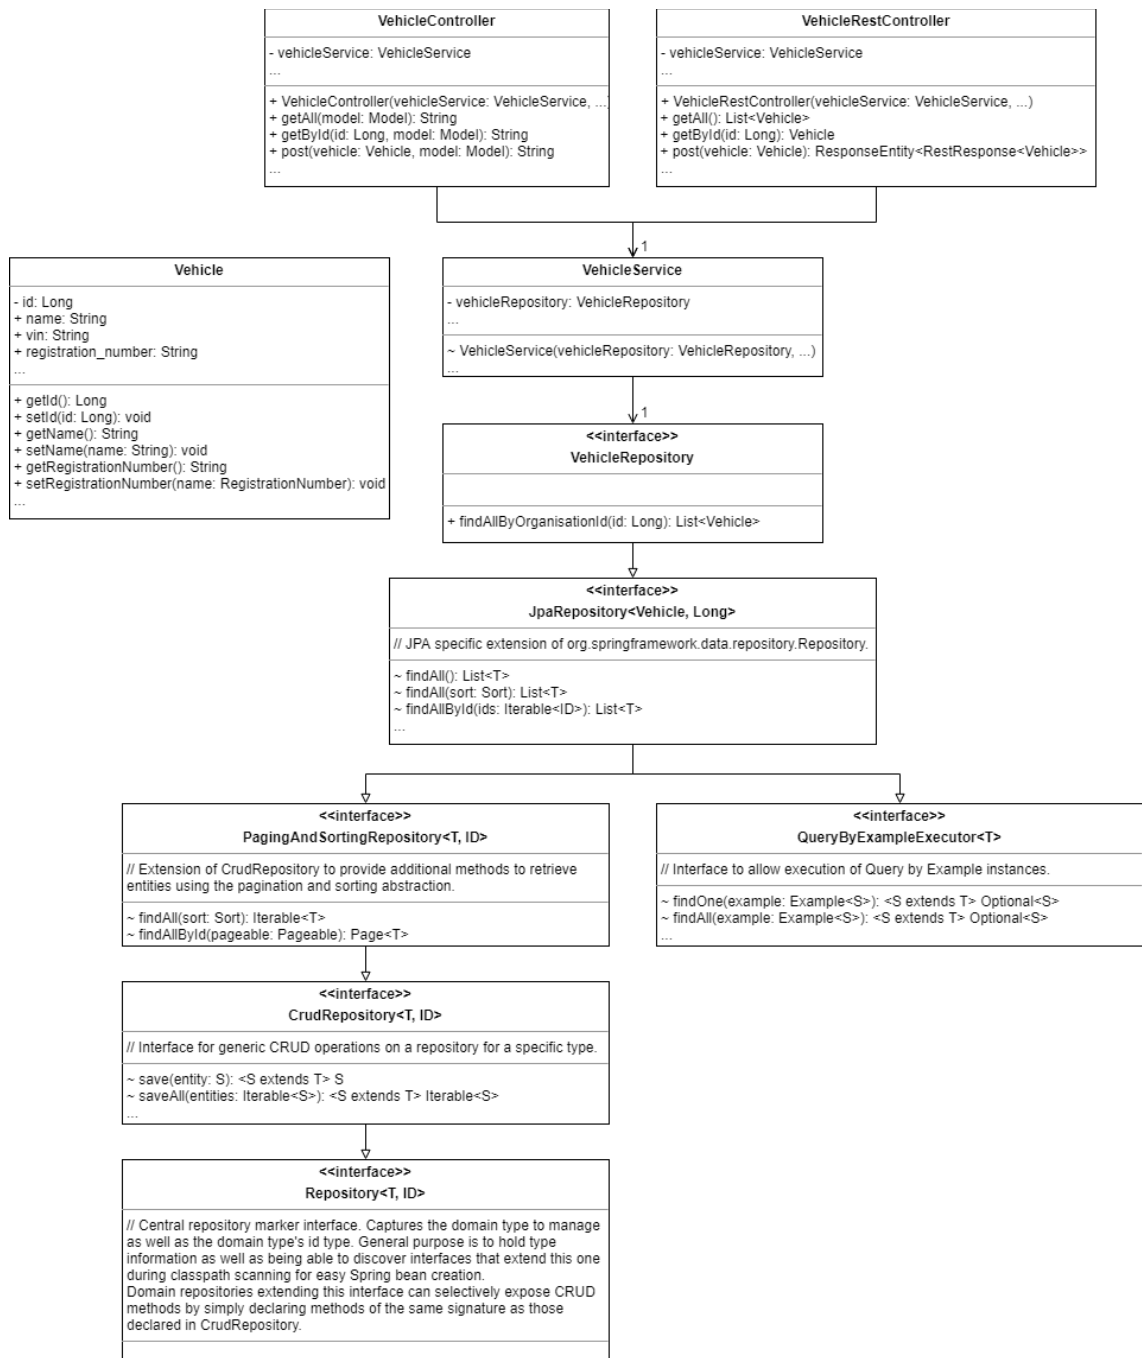 VehicleController
- vehicleService: VehicleService
...
+ VehicleController(vehicleService: VehicleService, ...)
+ getAll(model: Model): String
+ getById(id: Long, model: Model): String
+ post(vehicle: Vehicle, model: Model): String
...
VehicleRestController
- vehicleService: VehicleService
...
+ VehicleRestController(vehicleService: VehicleService, ...)
+ getAll(): List<Vehicle>
+ getById(id: Long): Vehicle
+ post(vehicle: Vehicle): ResponseEntity<RestResponse<Vehicle>>
...
1
Vehicle
- id: Long
+ name: String
+ vin: String
+ registration_number: String
...
+ getId(): Long
+ setId(id: Long): void
+ getName(): String
+ setName(name: String): void
+ getRegistrationNumber(): String
+ setRegistrationNumber(name: RegistrationNumber): void
...
VehicleService
- vehicleRepository: VehicleRepository
...
~ VehicleService(vehicleRepository: VehicleRepository, ...)
...
1
<<interface>>
VehicleRepository
+ findAllByOrganisationId(id: Long): List<Vehicle>
<<interface>>
JpaRepository<Vehicle, Long>
// JPA specific extension of org.springframework.data.repository.Repository.
~ findAll(): List<T>
~ findAll(sort: Sort): List<T>
~ findAllById(ids: Iterable<ID>): List<T>
...
<<interface>>
PagingAndSortingRepository<T, ID>
// Extension of CrudRepository to provide additional methods to retrieve
entities using the pagination and sorting abstraction.
~ findAll(sort: Sort): Iterable<T>
~ findAllById(pageable: Pageable): Page<T>
<<interface>>
QueryByExampleExecutor<T>
// Interface to allow execution of Query by Example instances.
~ findOne(example: Example<S>): <S extends T> Optional<S>
~ findAll(example: Example<S>): <S extends T> Optional<S>
...
<<interface>>
CrudRepository<T, ID>
// Interface for generic CRUD operations on a repository for a specific type.
~ save(entity: S): <S extends T> S
~ saveAll(entities: Iterable<S>): <S extends T> Iterable<S>
...
<<interface>>
Repository<T, ID>
// Central repository marker interface. Captures the domain type to manage
as well as the domain type's id type. General purpose is to hold type
information as well as being able to discover interfaces that extend this one
during classpath scanning for easy Spring bean creation.
Domain repositories extending this interface can selectively expose CRUD
methods by simply declaring methods of the same signature as those
declared in CrudRepository.